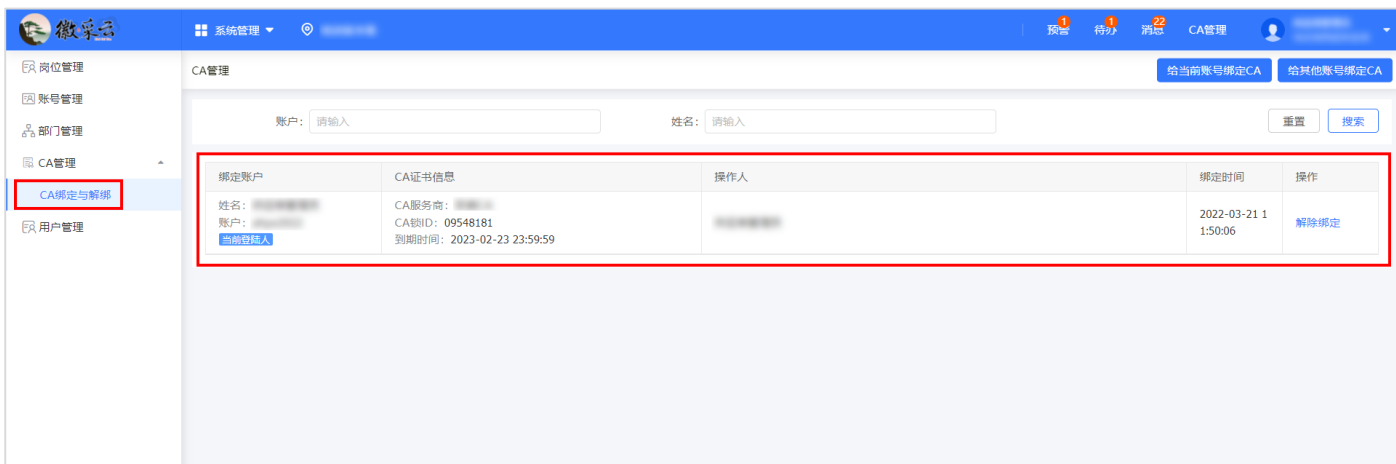 徽采云
系统管理
预警 1
待办 1
消息 22
CA管理
岗位管理
账号管理
部门管理
CA管理
CA绑定与解绑
用户管理
CA管理
给当前账号绑定CA
给其他账号绑定CA
账户： 请输入
姓名： 请输入
重置
搜索
绑定账户
CA证书信息
操作人
绑定时间
操作
姓名：
账户：
当前登陆人
CA服务商：
CA锁ID： 09548181
到期时间： 2023-02-23 23:59:59
2022-03-21 1
1:50:06
解除绑定